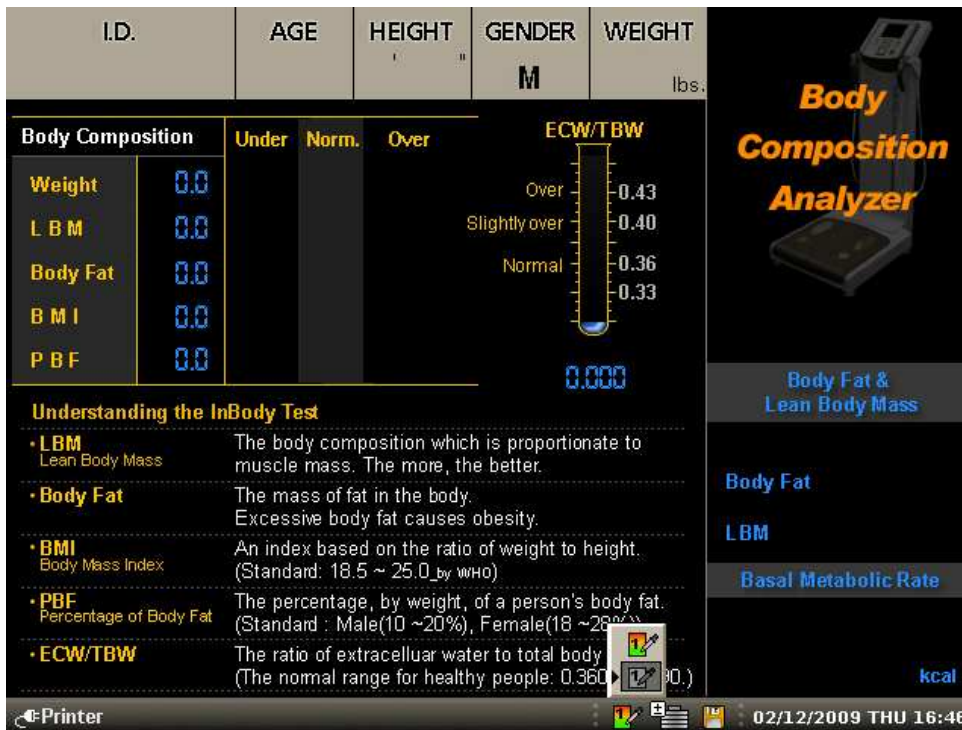 I.D. AGE HEIGHT GENDER WEIGHT
' "
M
lbs.
Body
Composition
Analyzer
Body Composition Under Norm. Over
Weight 0.0
LBM 0.0
Body Fat 0.0
BMI 0.0
PBF 0.0
ECW/TBW
Over 0.43
Slightly over 0.40
Normal 0.36
0.33
0.000
Understanding the InBody Test
·LBM
Lean Body Mass
The body composition which is proportionate to
muscle mass. The more, the better.
·Body Fat
The mass of fat in the body.
Excessive body fat causes obesity.
·BMI
Body Mass Index
An index based on the ratio of weight to height.
(Standard: 18.5 ~ 25.0_by WHO)
·PBF
Percentage of Body Fat
The percentage, by weight, of a person's body fat.
(Standard : Male(10 ~20%), Female(18 ~28%))
·ECW/TBW
The ratio of extracelluar water to total body
(The normal range for healthy people: 0.360 90.)
Body Fat &
Lean Body Mass
Body Fat
LBM
Basal Metabolic Rate
kcal
Printer
02/12/2009 THU 16:46